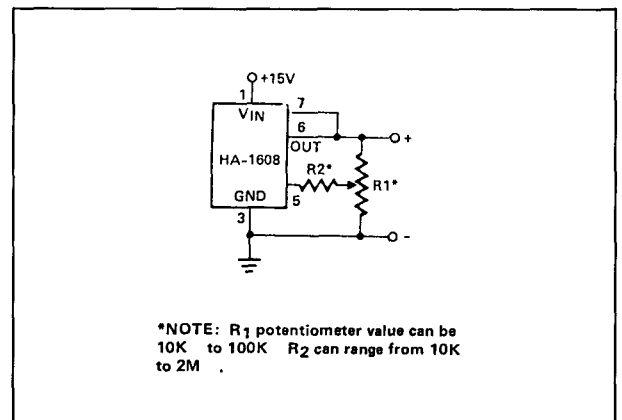 +15V
1
VIN
7
6
OUT
HA-1608
R2*
+
R1*
GND
5
3
-
*NOTE: R1 potentiometer value can be
10K to 100K R2 can range from 10K
to 2M .